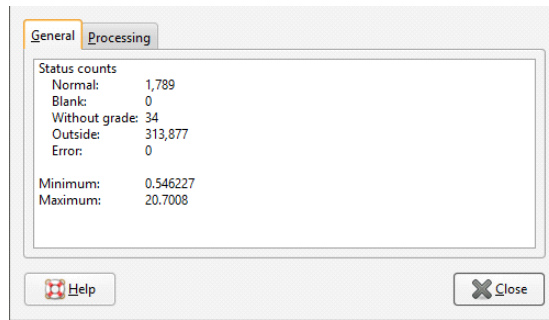 General Processing
Status counts
Normal: 1,789
Blank: 0
Without grade: 34
Outside: 313,877
Error: 0
Minimum: 0.546227
Maximum: 20.7008
Help Close